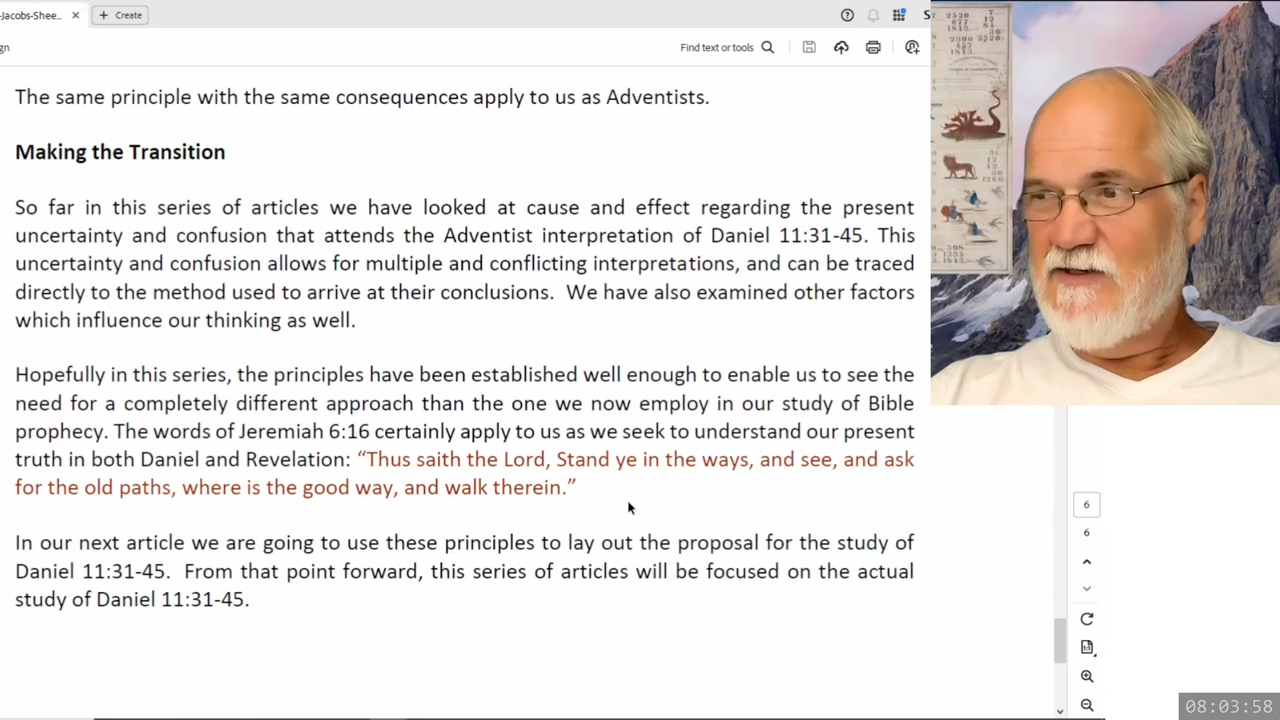 -Jacobs-Shee...
Create
gn
Find text or tools
The same principle with the same consequences apply to us as Adventists.
Making the Transition
So far in this series of articles we have looked at cause and effect regarding the present
uncertainty and confusion that attends the Adventist interpretation of Daniel 11:31-45. This
uncertainty and confusion allows for multiple and conflicting interpretations, and can be traced
directly to the method used to arrive at their conclusions. We have also examined other factors
which influence our thinking as well.
Hopefully in this series, the principles have been established well enough to enable us to see the
need for a completely different approach than the one we now employ in our study of Bible
prophecy. The words of Jeremiah 6:16 certainly apply to us as we seek to understand our present
truth in both Daniel and Revelation: “Thus saith the Lord, Stand ye in the ways, and see, and ask
for the old paths, where is the good way, and walk therein.”
In our next article we are going to use these principles to lay out the proposal for the study of
Daniel 11:31-45. From that point forward, this series of articles will be focused on the actual
study of Daniel 11:31-45.
6
6
08:03:58